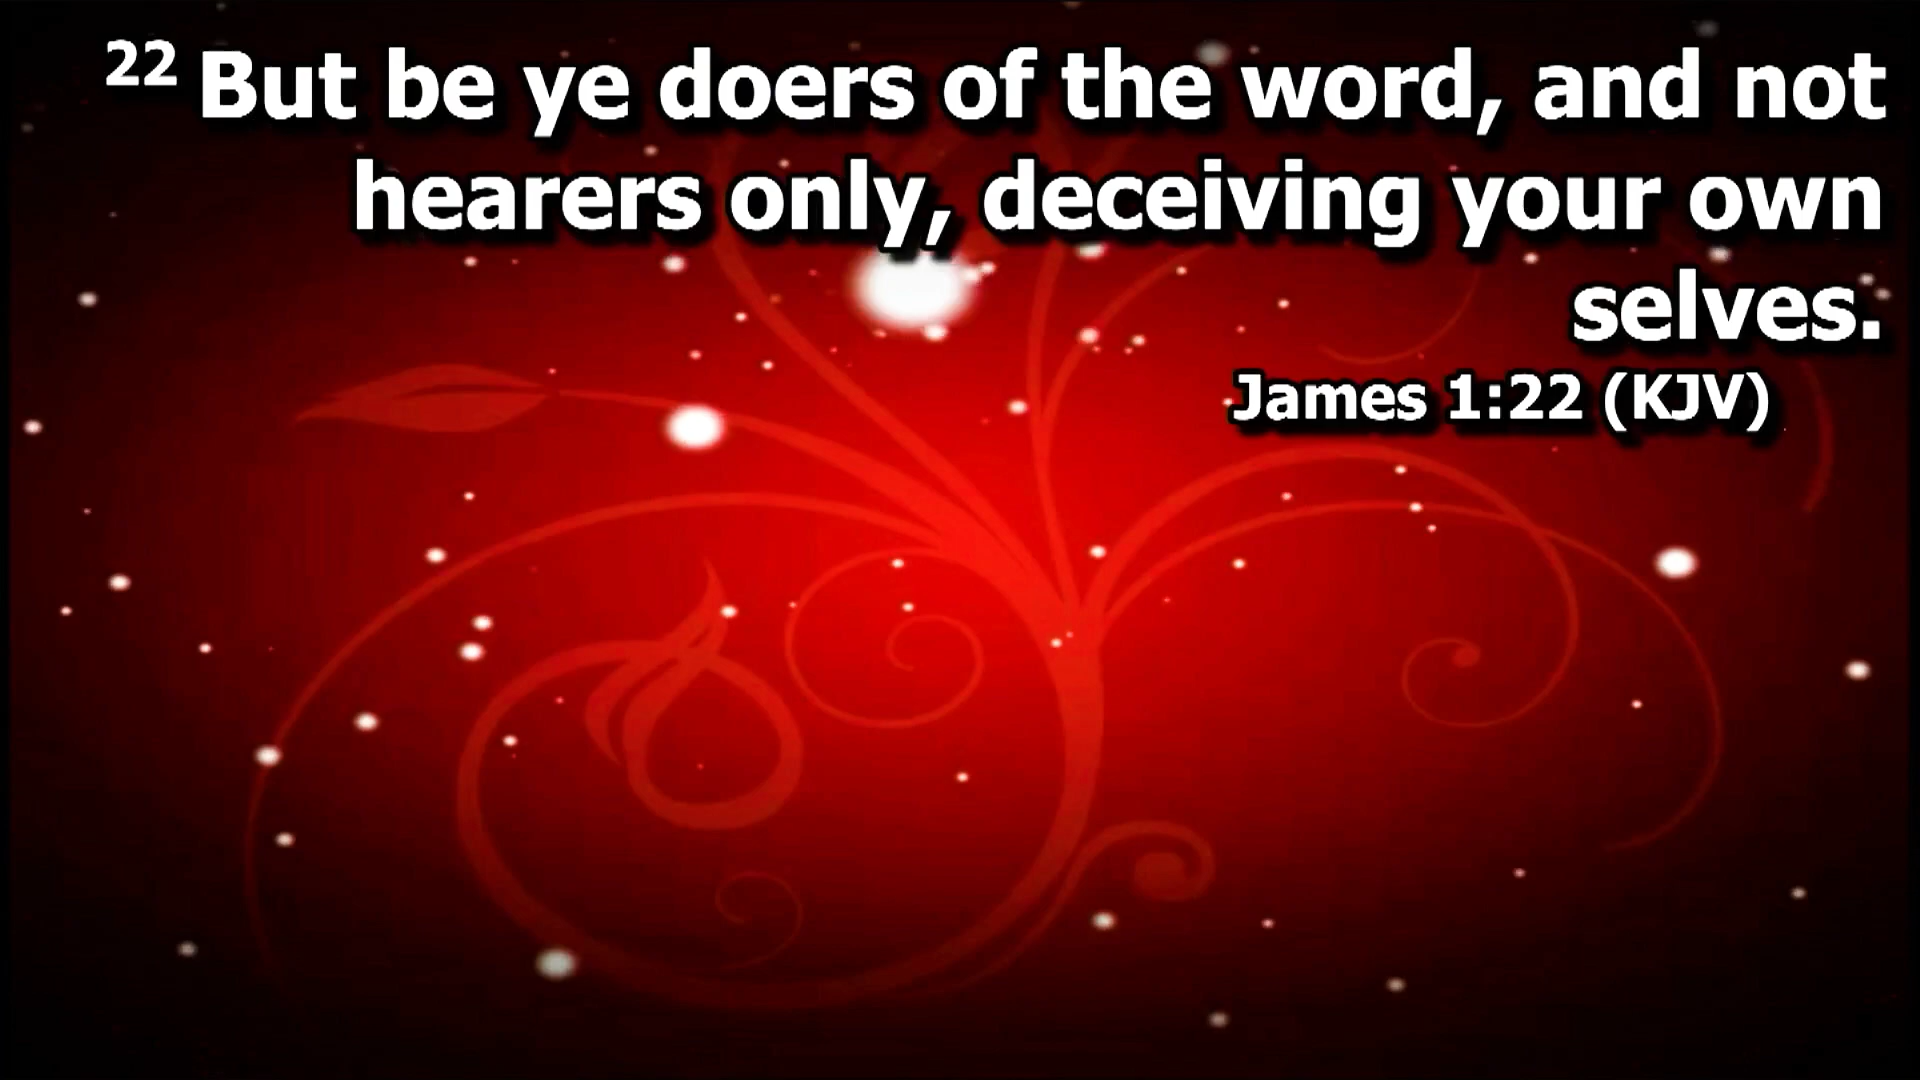 22 But be ye doers of the word, and not
hearers only, deceiving your own
selves.
James 1:22 (KJV)